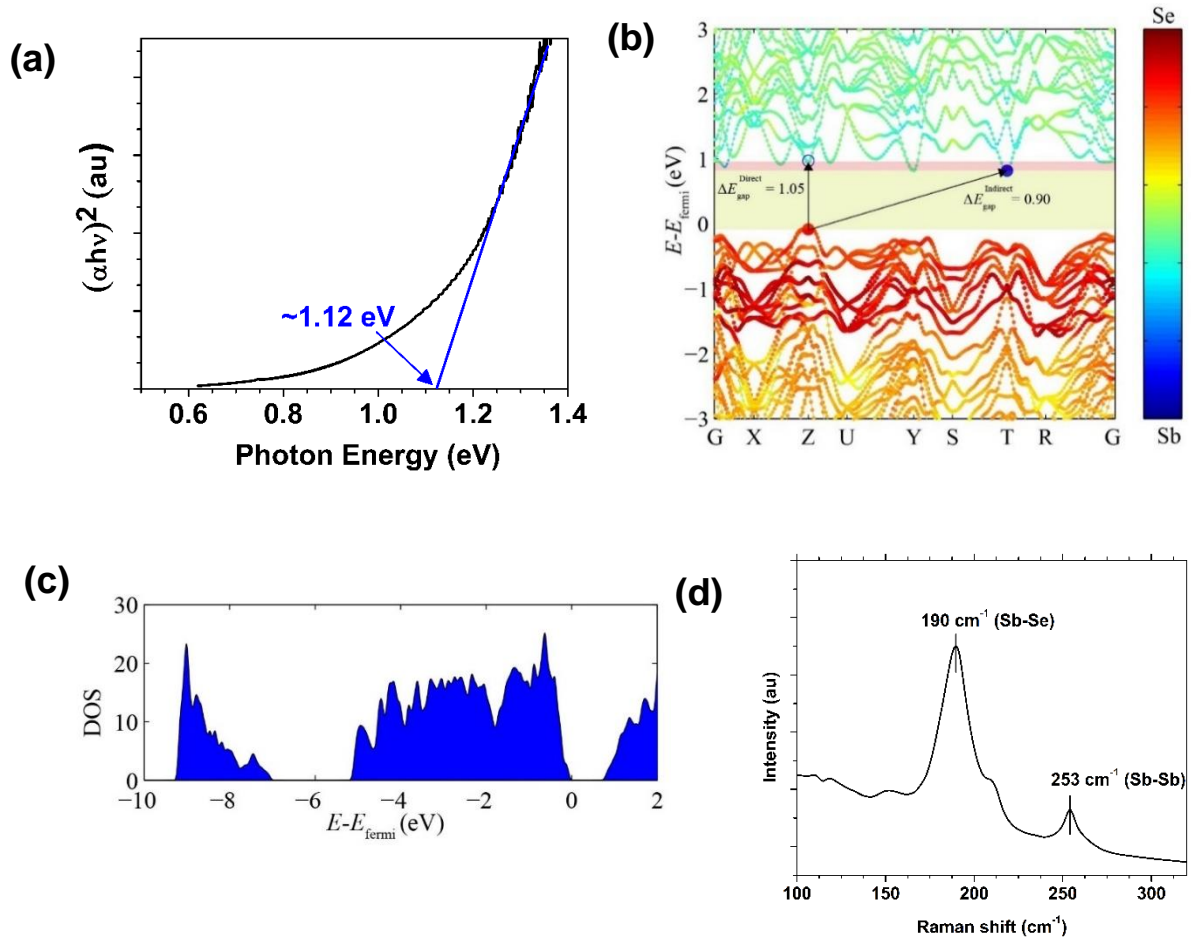 (a)
(αhν)² (au)
~1.12 eV
0.6 0.8 1.0 1.2 1.4
Photon Energy (eV)
(b)
3
2
1
0
−1
−2
−3
E-E_fermi (eV)
ΔE_gap^Direct = 1.05
ΔE_gap^Indirect = 0.90
G X Z U Y S T R G
Se
Sb
(c)
30
20
10
0
DOS
−10 −8 −6 −4 −2 0 2
E-E_fermi (eV)
(d)
190 cm⁻¹ (Sb-Se)
253 cm⁻¹ (Sb-Sb)
Intensity (au)
100 150 200 250 300
Raman shift (cm⁻¹)